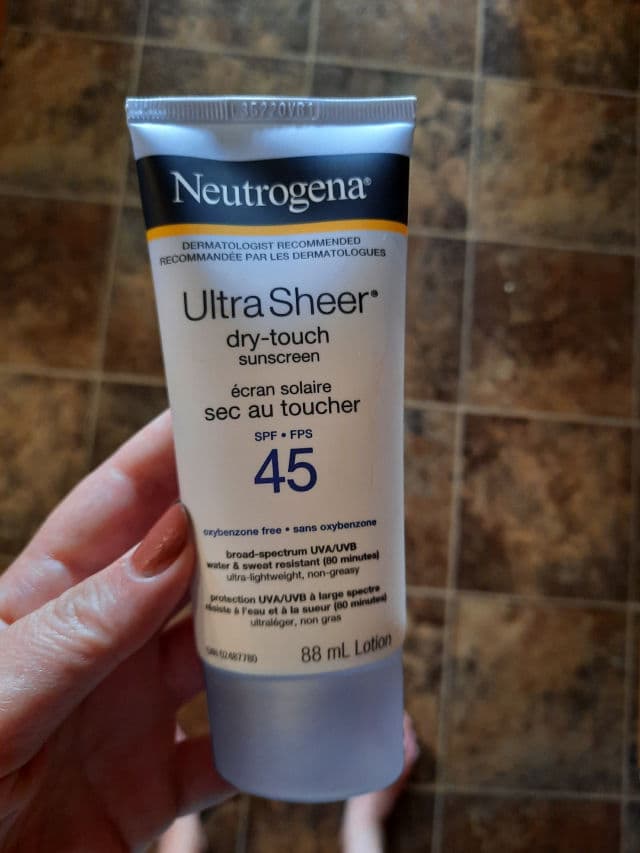 Neutrogena®
DERMATOLOGIST RECOMMENDED
RECOMMANDÉE PAR LES DERMATOLOGUES
Ultra Sheer®
dry-touch
sunscreen
écran solaire
sec au toucher
SPF • FPS
45
oxybenzone free • sans oxybenzone
broad-spectrum UVA/UVB
water & sweat resistant (80 minutes)
ultra-lightweight, non-greasy
protection UVA/UVB à large spectre
résiste à l'eau et à la sueur (80 minutes)
ultraléger, non gras
88 mL Lotion